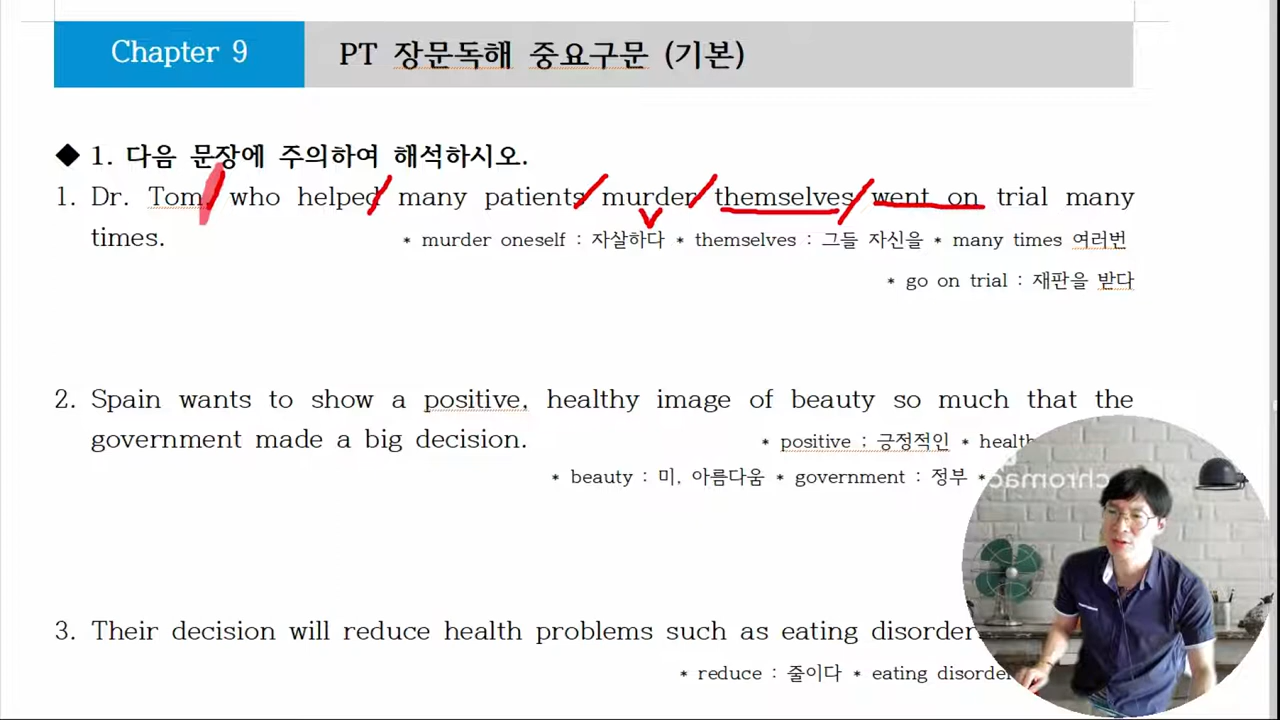 Chapter 9
PT 장문독해 중요구문 (기본)
◆ 1. 다음 문장에 주의하여 해석하시오.
1. Dr. Tom, who helped many patients murder themselves went on trial many
times.
* murder oneself : 자살하다 * themselves : 그들 자신을 * many times 여러번
* go on trial : 재판을 받다
2. Spain wants to show a positive, healthy image of beauty so much that the
government made a big decision.
* positive : 긍정적인 * health
* beauty : 미, 아름다움 * government : 정부 *
3. Their decision will reduce health problems such as eating disorder
* reduce : 줄이다 * eating disorder